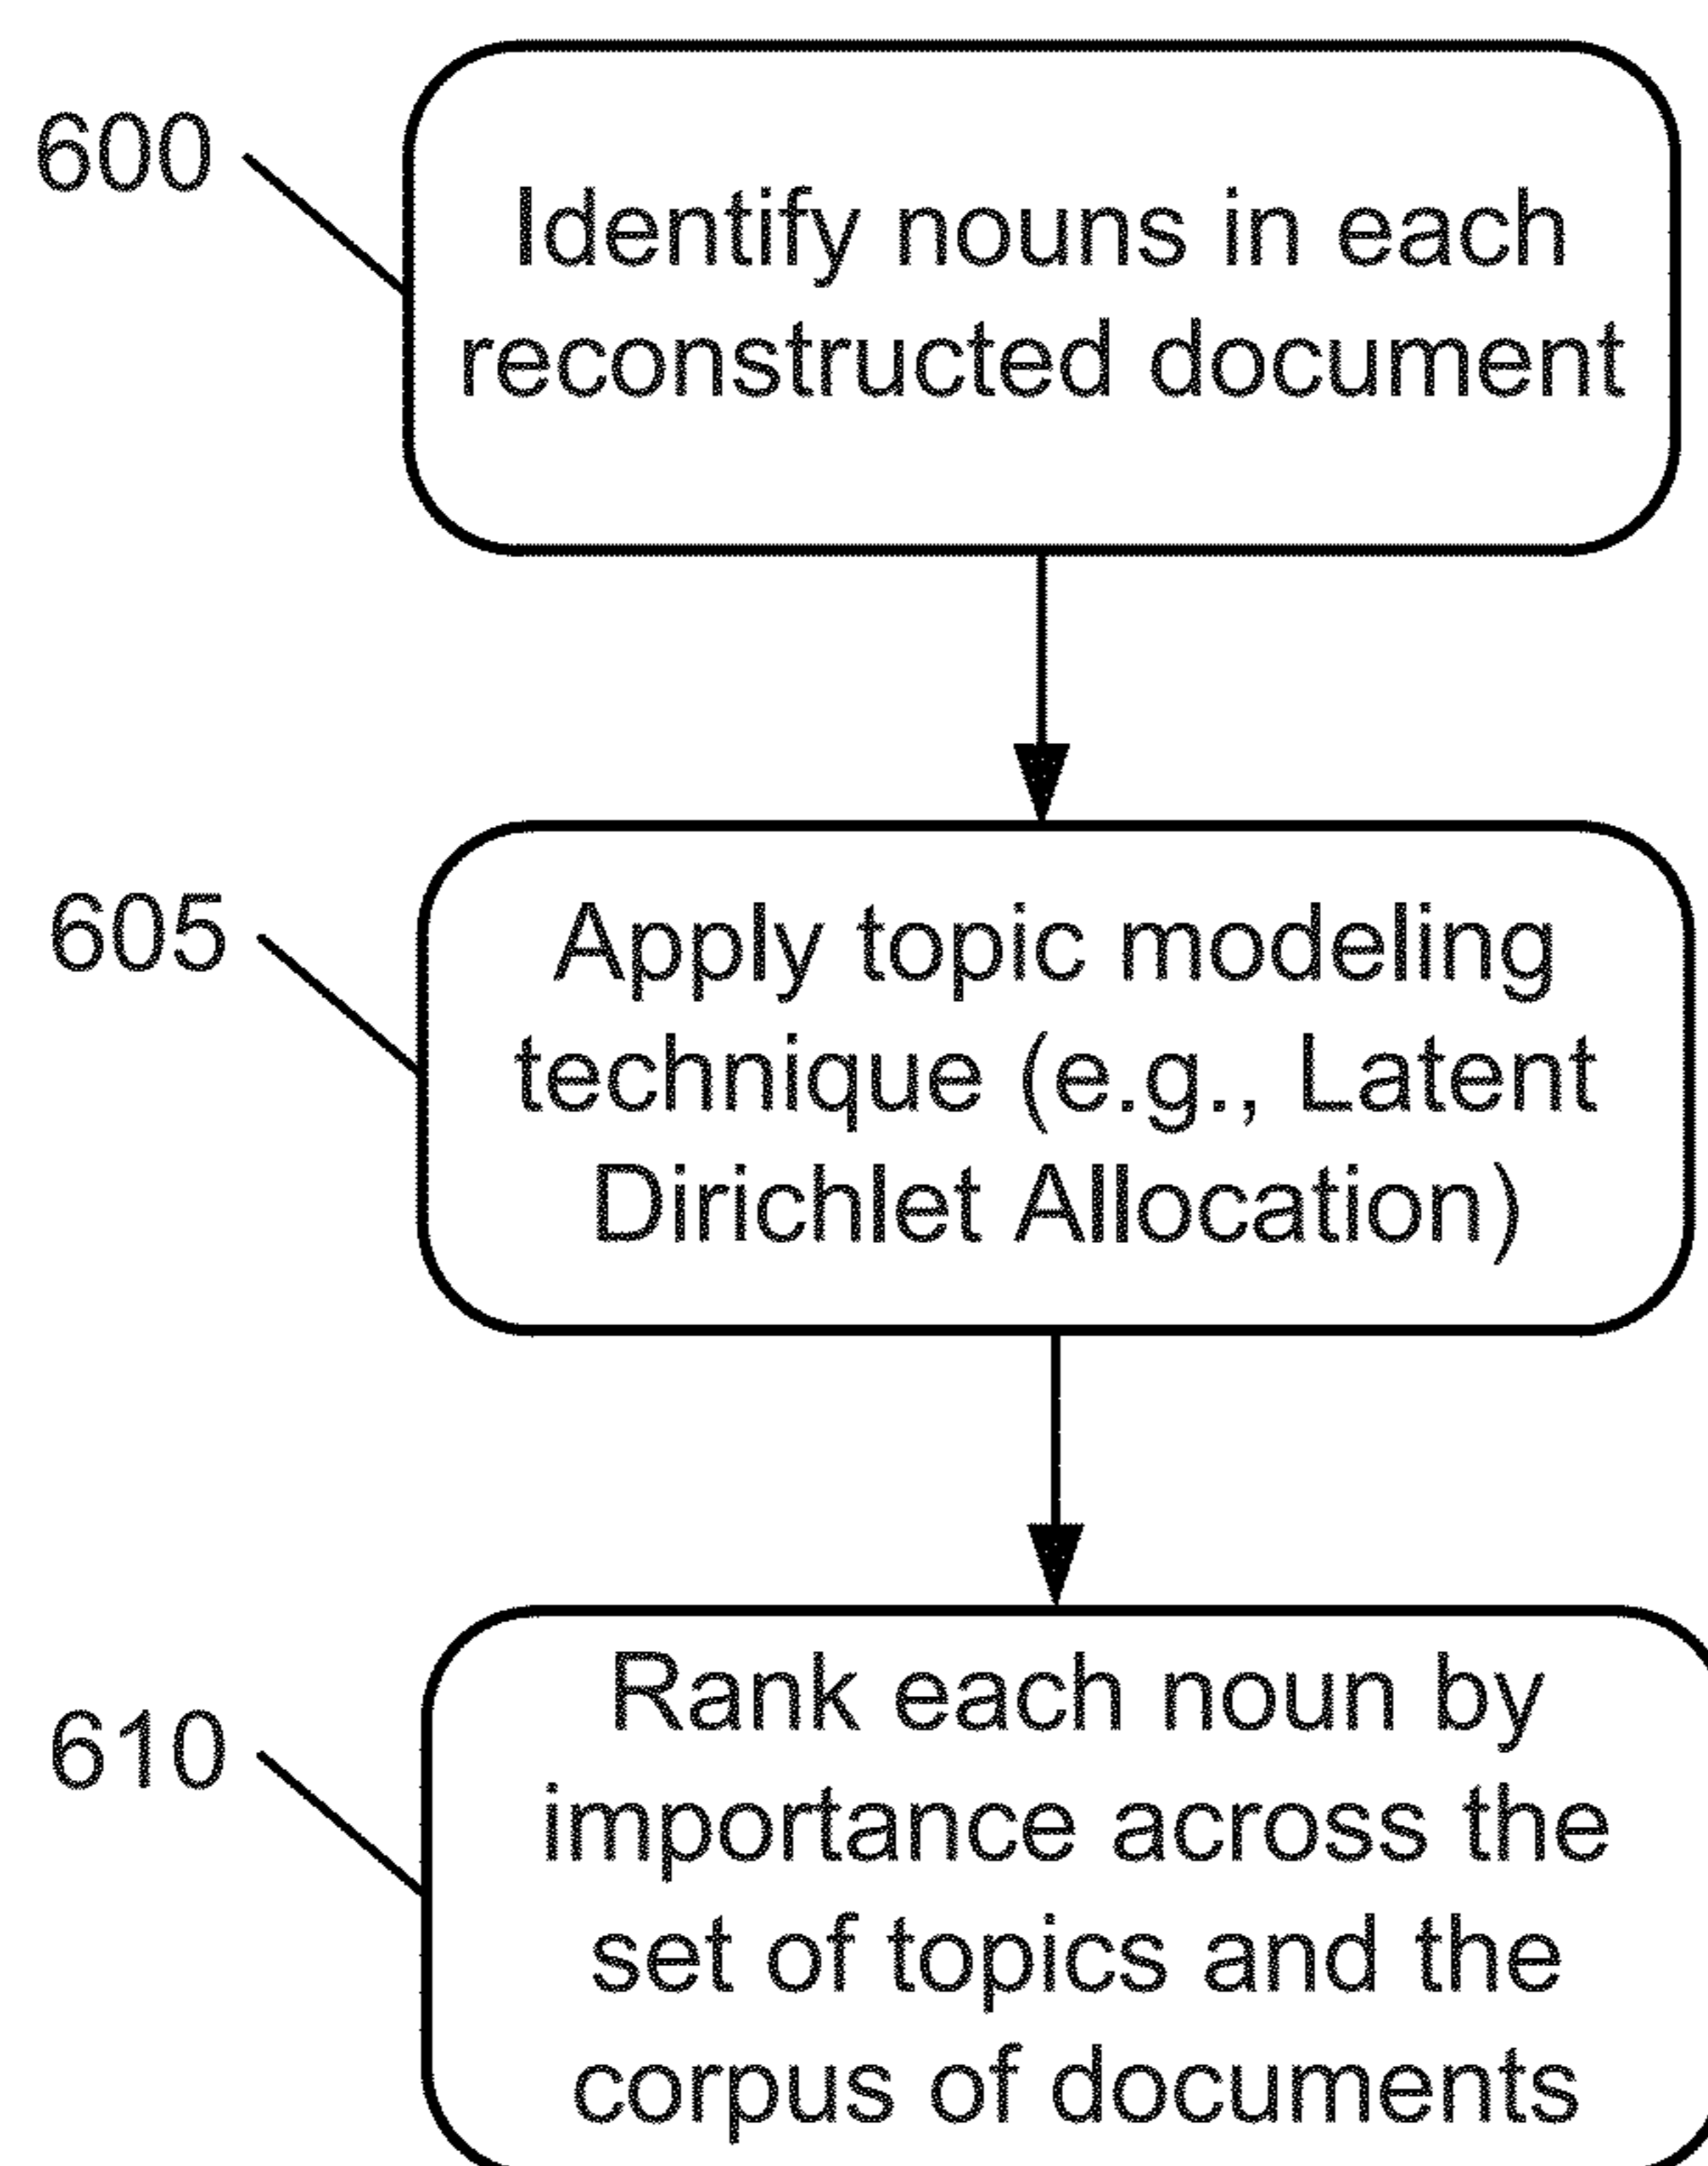 600
Identify nouns in each
reconstructed document
605
Apply topic modeling
technique (e.g., Latent
Dirichlet Allocation)
610
Rank each noun by
importance across the
set of topics and the
corpus of documents